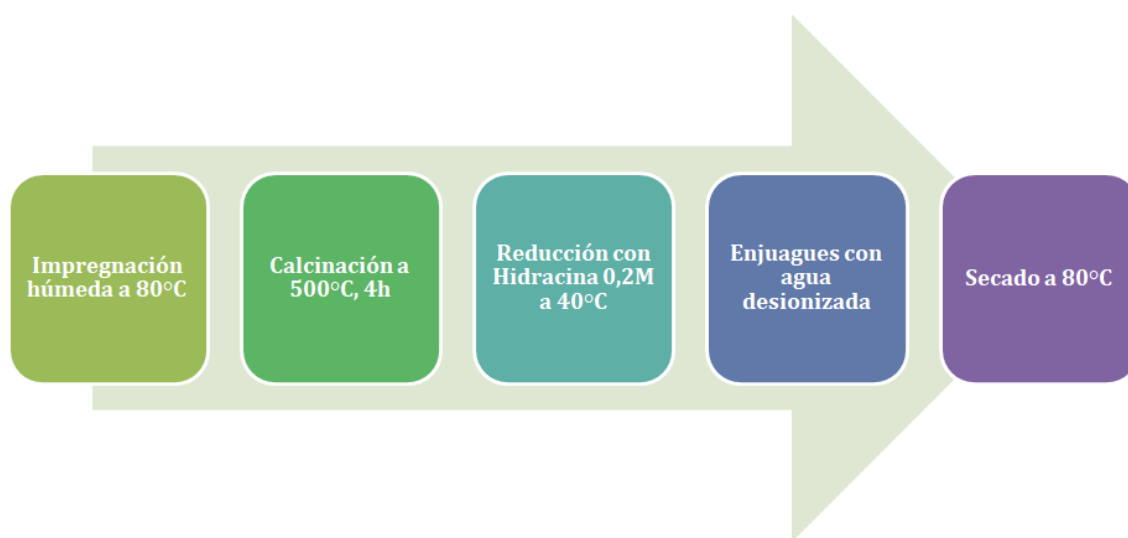 Impregnación
húmeda a 80°C
Calcinación a
500°C, 4h
Reducción con
Hidracina 0,2M
a 40°C
Enjuagues con
agua
desionizada
Secado a 80°C